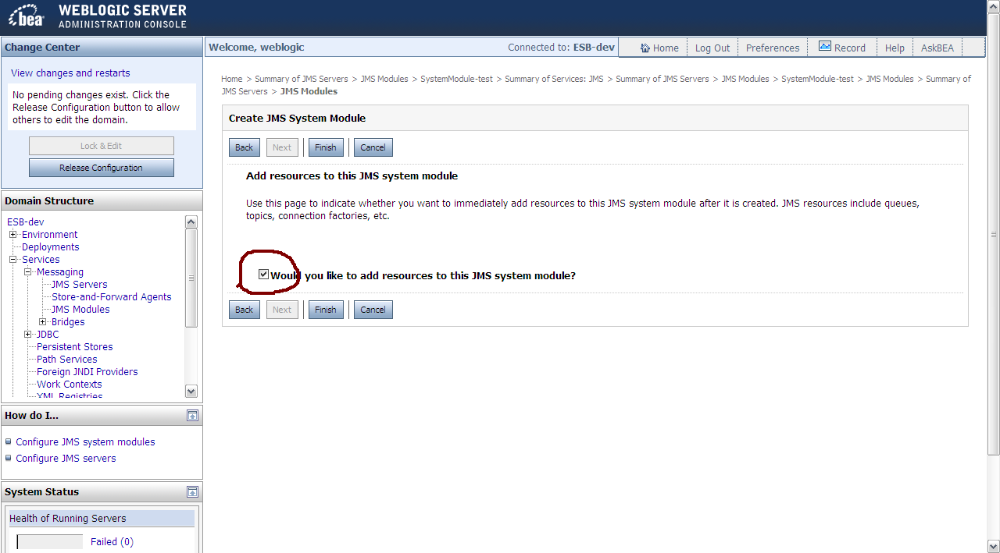 bea
WEBLOGIC SERVER
ADMINISTRATION CONSOLE
Change Center
View changes and restarts
No pending changes exist. Click the
Release Configuration button to allow
others to edit the domain.
Lock & Edit
Release Configuration
Domain Structure
ESB-dev
Environment
Deployments
Services
Messaging
JMS Servers
Store-and-Forward Agents
JMS Modules
Bridges
JDBC
Persistent Stores
Path Services
Foreign JNDI Providers
Work Contexts
XML Registries
How do I...
Configure JMS system modules
Configure JMS servers
System Status
Health of Running Servers
Failed (0)
Welcome, weblogic
Connected to: ESB-dev
Home
Log Out
Preferences
Record
Help
AskBEA
Home > Summary of JMS Servers > JMS Modules > SystemModule-test > Summary of Services: JMS > Summary of JMS Servers > JMS Modules > SystemModule-test > JMS Modules > Summary of
JMS Servers > JMS Modules
Create JMS System Module
Back Next Finish Cancel
Add resources to this JMS system module
Use this page to indicate whether you want to immediately add resources to this JMS system module after it is created. JMS resources include queues,
topics, connection factories, etc.
Would you like to add resources to this JMS system module?
Back Next Finish Cancel